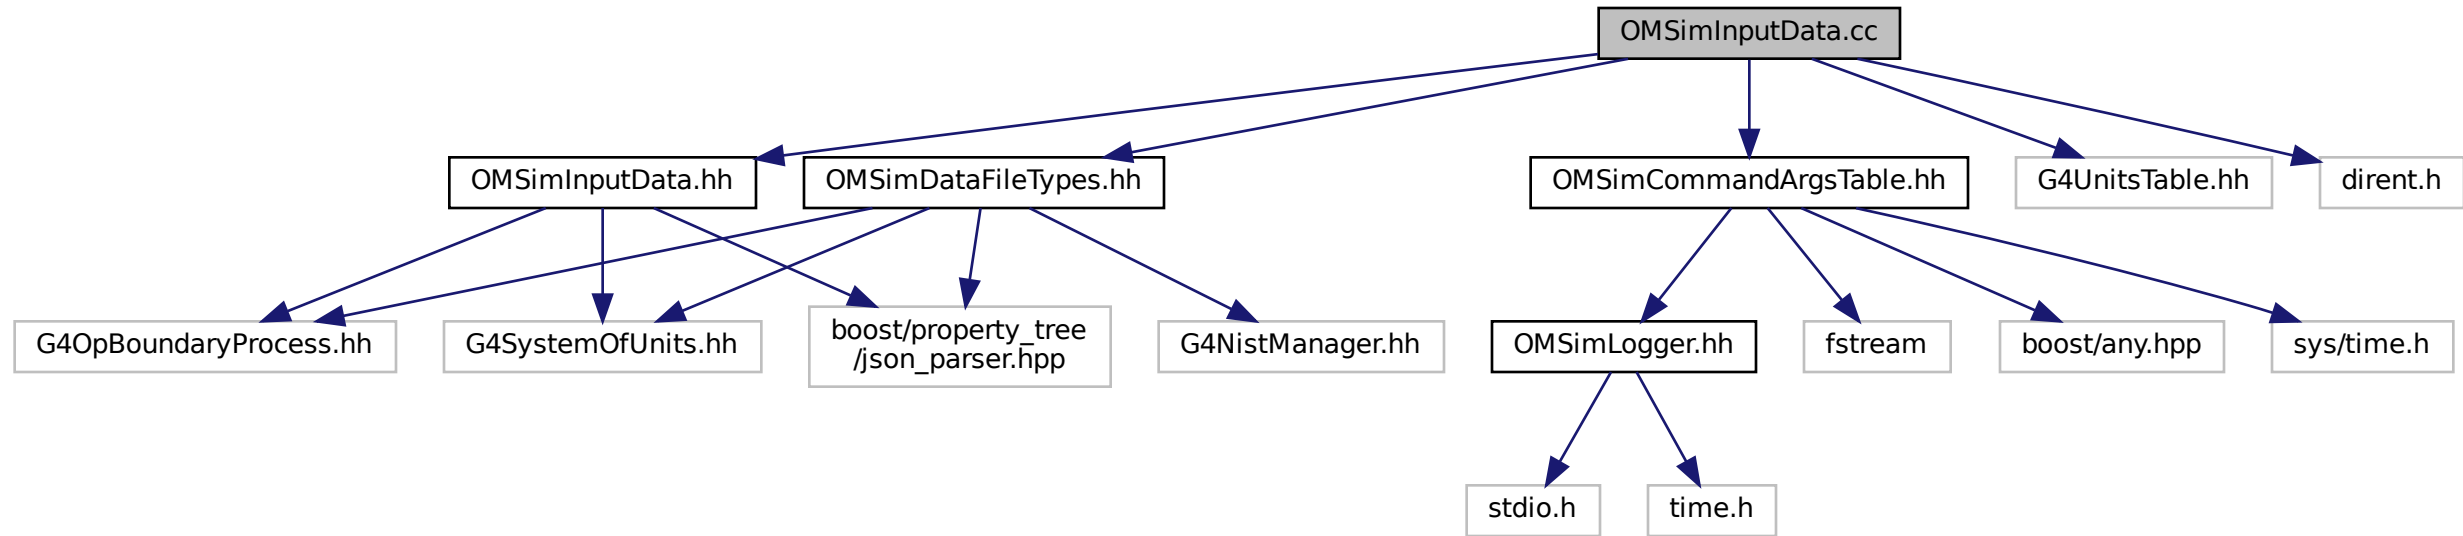 OMSimInputData.cc
OMSimInputData.hh
OMSimDataFileTypes.hh
OMSimCommandArgsTable.hh
G4UnitsTable.hh
dirent.h
G4OpBoundaryProcess.hh
G4SystemOfUnits.hh
boost/property_tree
/json_parser.hpp
G4NistManager.hh
OMSimLogger.hh
fstream
boost/any.hpp
sys/time.h
stdio.h
time.h